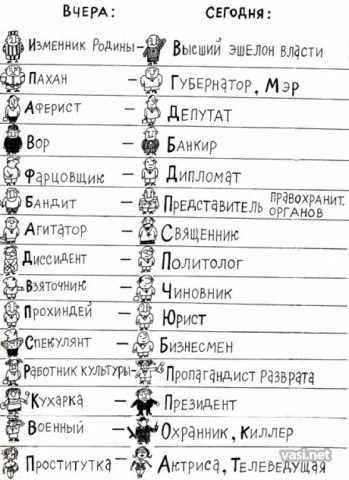 ВЧЕРА: СЕГОДНЯ:
Изменник Родины – Высший эшелон власти
Пахан – Губернатор, Мэр
Аферист – Депутат
Вор – Банкир
Фарцовщик – Дипломат
Бандит – Представитель правоохранит. органов
Агитатор – Священник
Диссидент – Политолог
Взяточник – Чиновник
Прохиндей – Юрист
Спекулянт – Бизнесмен
Работник культуры – Пропагандист разврата
Кухарка – Президент
Военный – Охранник, Киллер
Проститутка – Актриса, Телеведущая
vasi.net